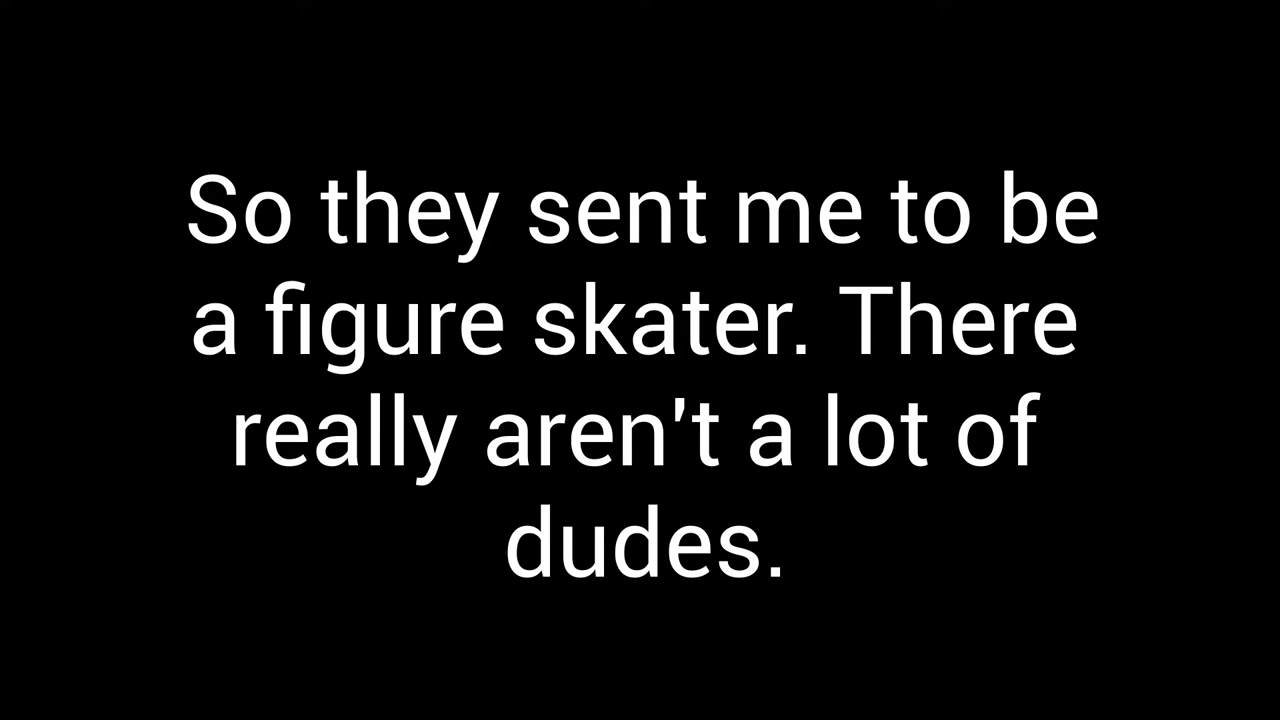 So they sent me to be
a figure skater. There
really aren't a lot of
dudes.